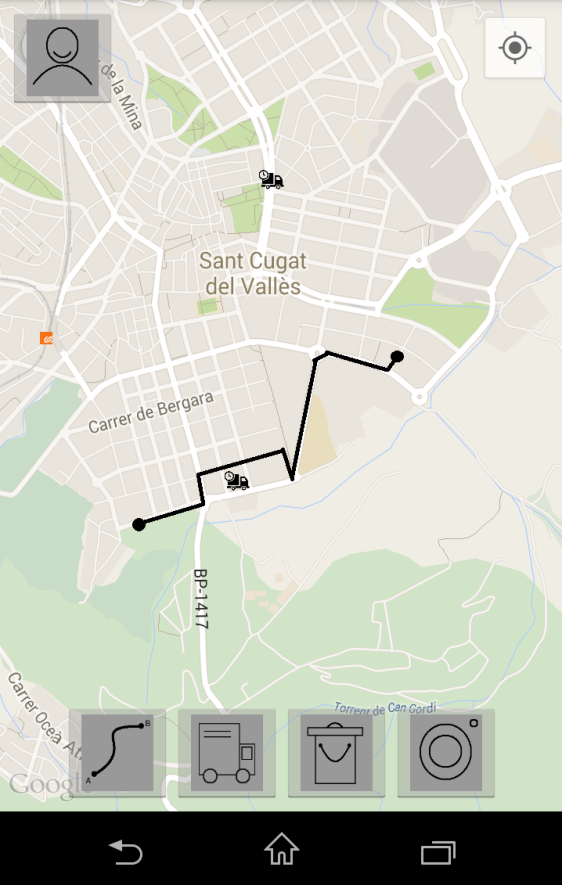 de la Mina
Sant Cugat
del Vallès
Carrer de Bergara
BP-1417
Torrent de Can Gordi
Carrer Oceà At
B
A
Google